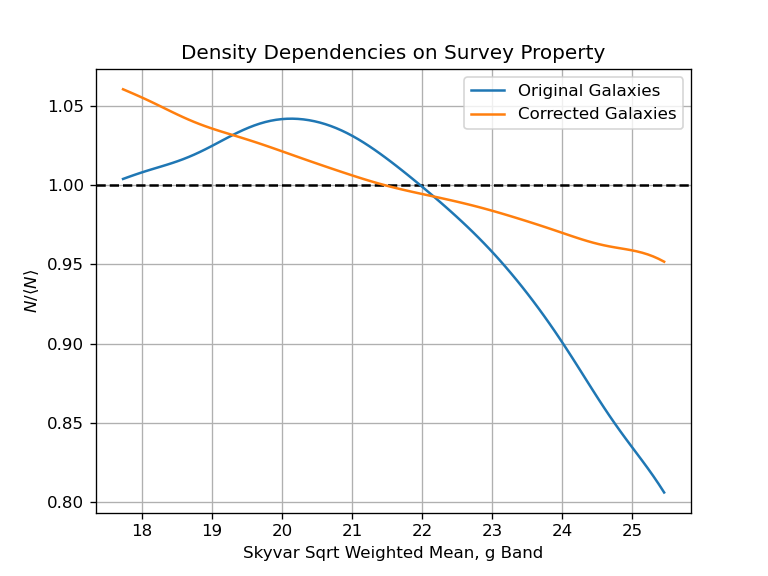 Density Dependencies on Survey Property
Original Galaxies
Corrected Galaxies
1.05
1.00
0.95
0.90
0.85
0.80
N/⟨N⟩
18 19 20 21 22 23 24 25
Skyvar Sqrt Weighted Mean, g Band